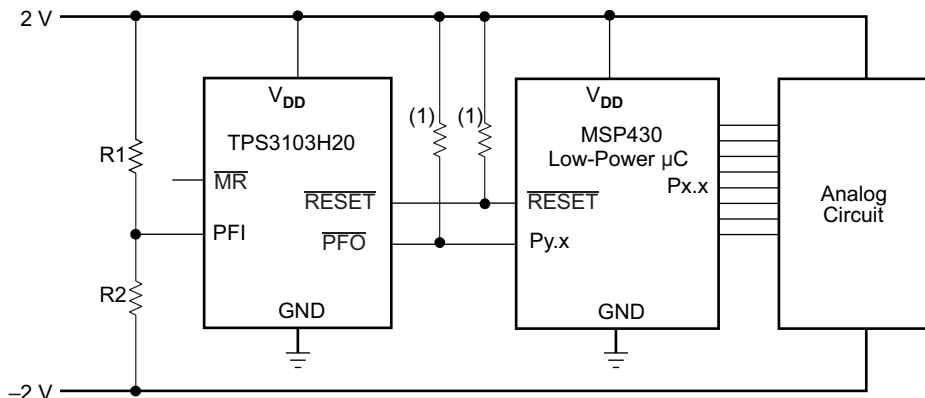 2 V
R1
R2
–2 V
VDD
TPS3103H20
MR
PFI
RESET
PFO
GND
(1)
(1)
VDD
MSP430
Low-Power µC
Px.x
RESET
Py.x
GND
Analog
Circuit